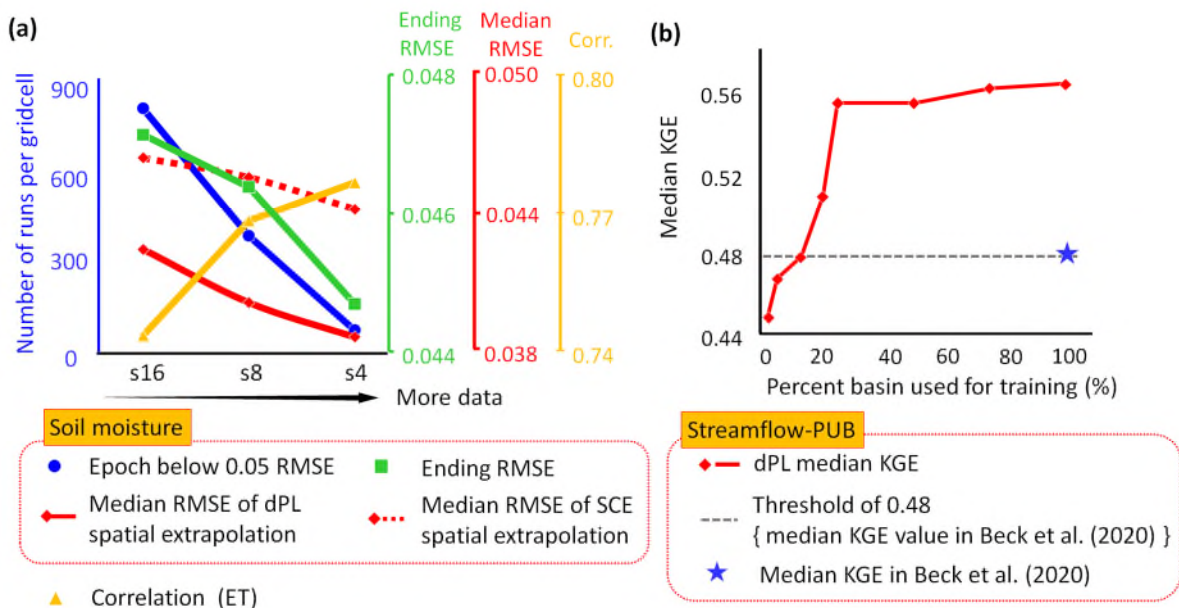 (a)
Number of runs per gridcell
900
600
300
0
s16
s8
s4
More data
Ending
RMSE
0.048
0.046
0.044
Median
RMSE
0.050
0.044
0.038
Corr.
0.80
0.77
0.74
(b)
Median KGE
0.56
0.52
0.48
0.44
0
20
40
60
80
100
Percent basin used for training (%)
Soil moisture
Epoch below 0.05 RMSE
Ending RMSE
Median RMSE of dPL
spatial extrapolation
Median RMSE of SCE
spatial extrapolation
Correlation (ET)
Streamflow-PUB
dPL median KGE
Threshold of 0.48
{ median KGE value in Beck et al. (2020) }
Median KGE in Beck et al. (2020)